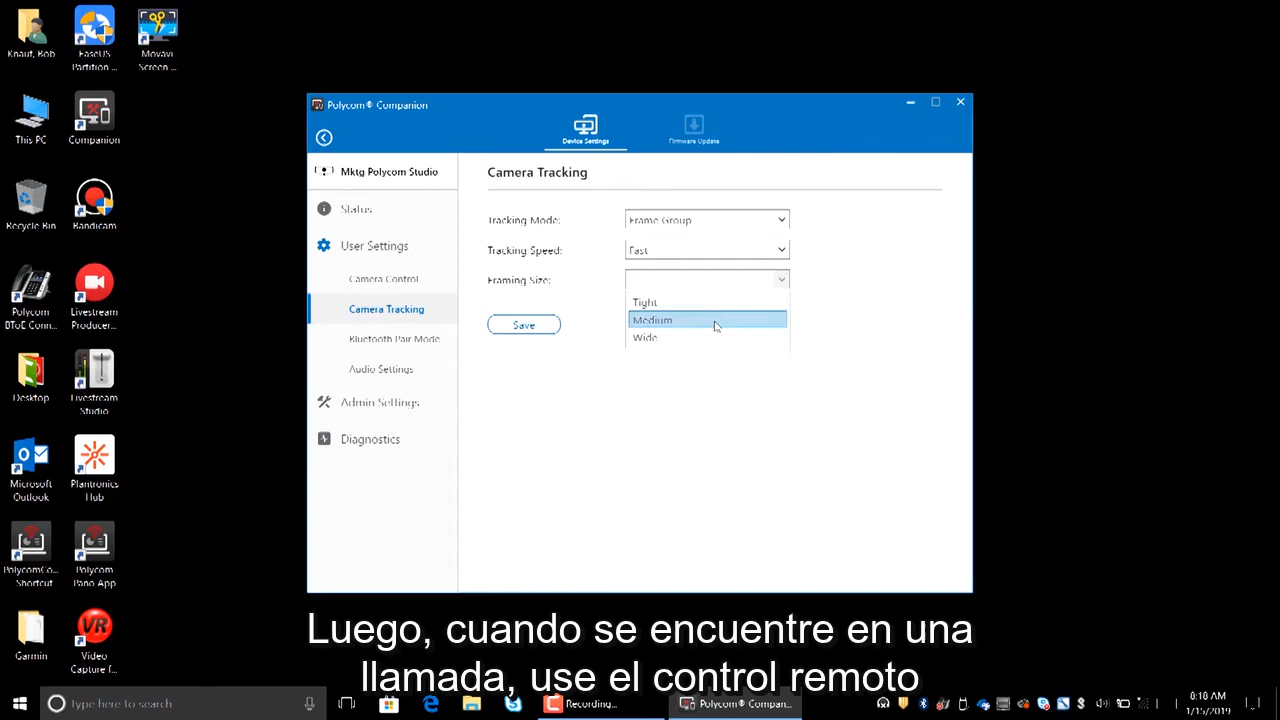 Knauf, Bob
EaseUS
Partition ...
Movavi
Screen ...
This PC
Companion
Recycle Bin
Bandicam
Polycom
BToE Conn...
Livestream
Producer...
Desktop
Livestream
Studio
Microsoft
Outlook
Plantronics
Hub
PolycomCo...
Shortcut
Polycom
Pano App
Garmin
Video
Capture f...
Polycom® Companion
Device Settings
Firmware Update
Mktg Polycom Studio
Status
User Settings
Camera Control
Camera Tracking
Bluetooth Pair Mode
Audio Settings
Admin Settings
Diagnostics
Camera Tracking
Tracking Mode: Frame Group
Tracking Speed: Fast
Framing Size:
Tight
Medium
Wide
Save
Luego, cuando se encuentre en una
llamada, use el control remoto
Type here to search
Recording...
Polycom® Compan...
8:18 AM
1/15/2019